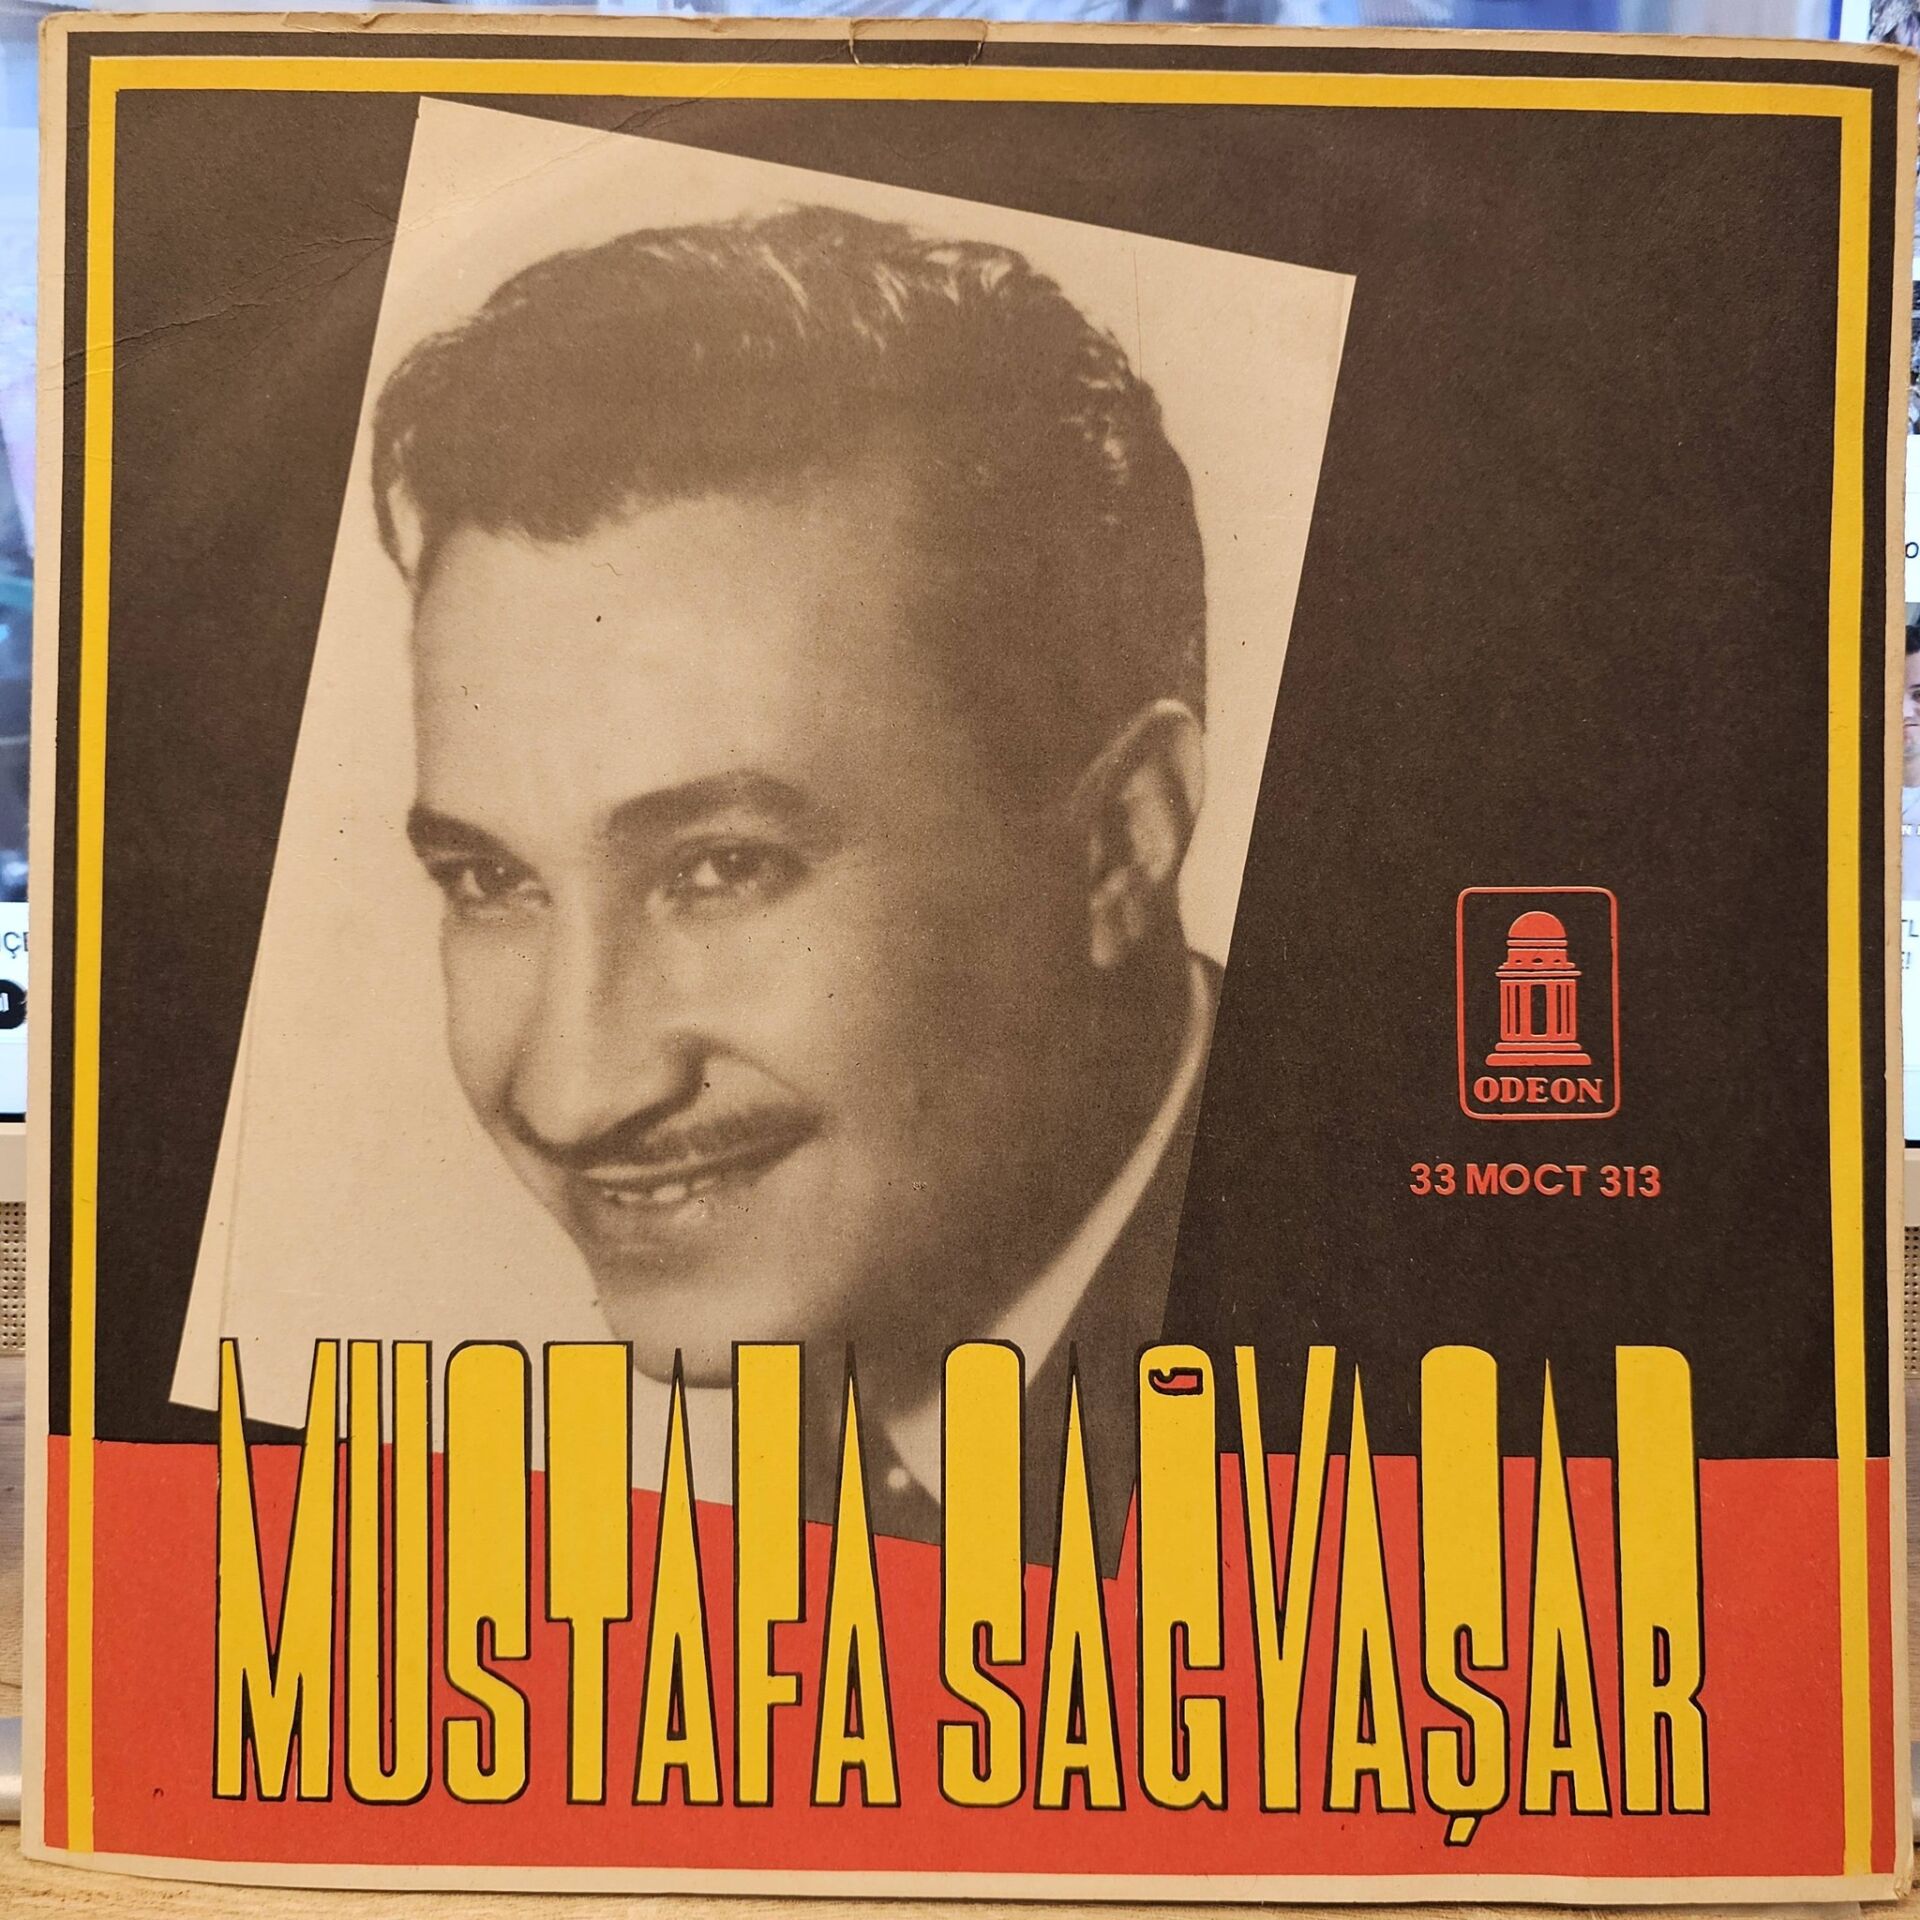 ODEON
33 MOCT 313
MUSTAFA SAĞYAŞAR